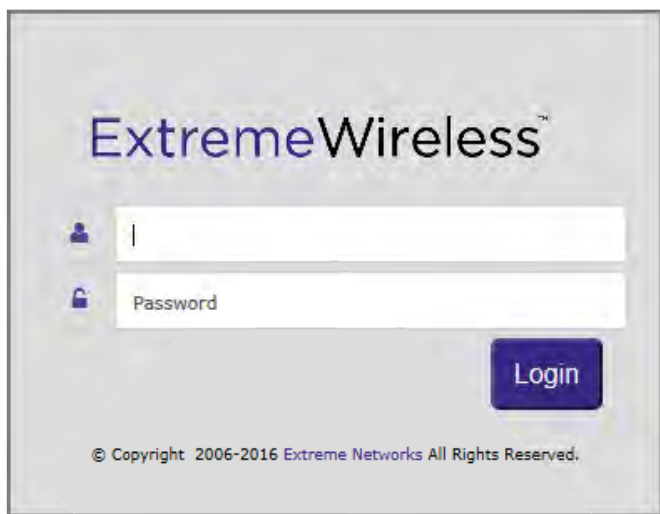 ExtremeWireless™
Password
Login
© Copyright 2006-2016 Extreme Networks All Rights Reserved.